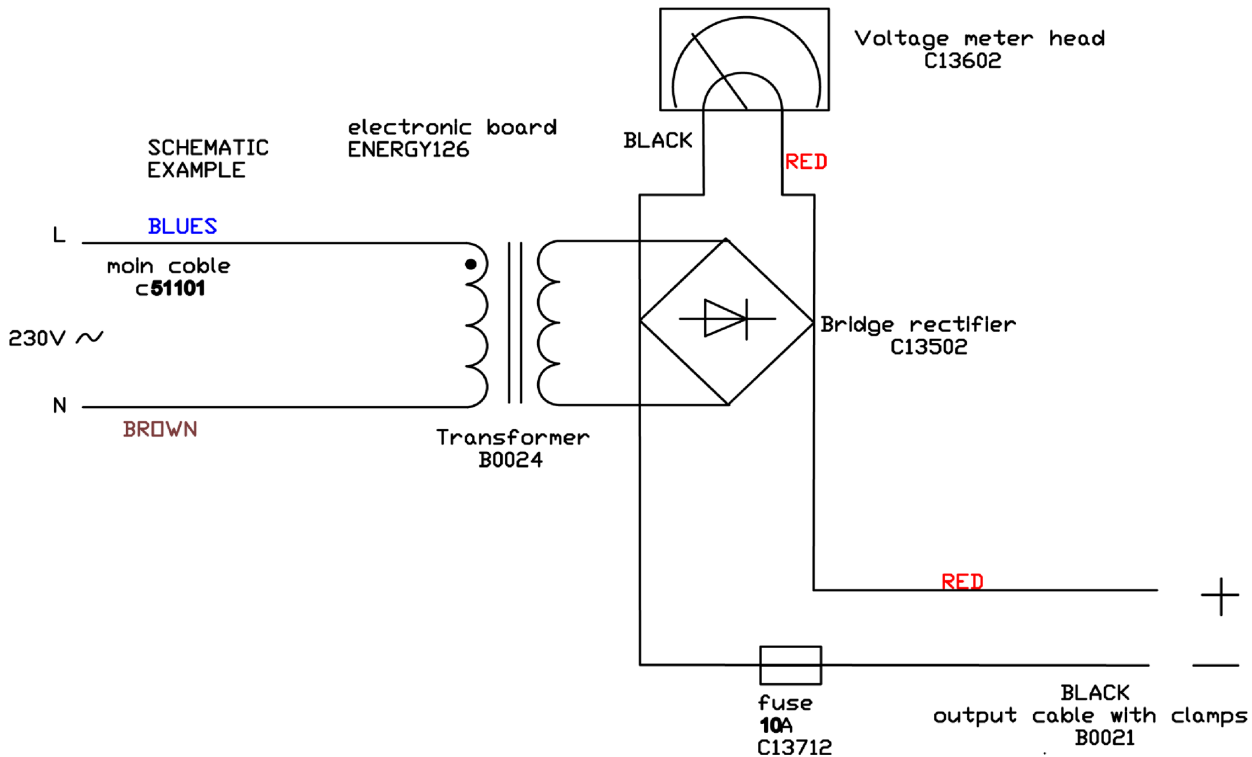 Voltage meter head
C13602
electronic board
ENERGY126
SCHEMATIC
EXAMPLE
BLACK
RED
BLUES
L
moin coble
c51101
230V ~
Bridge rectifier
C13502
N
BROWN
Transformer
B0024
RED
+
−
fuse
10A
C13712
BLACK
output cable with clamps
B0021